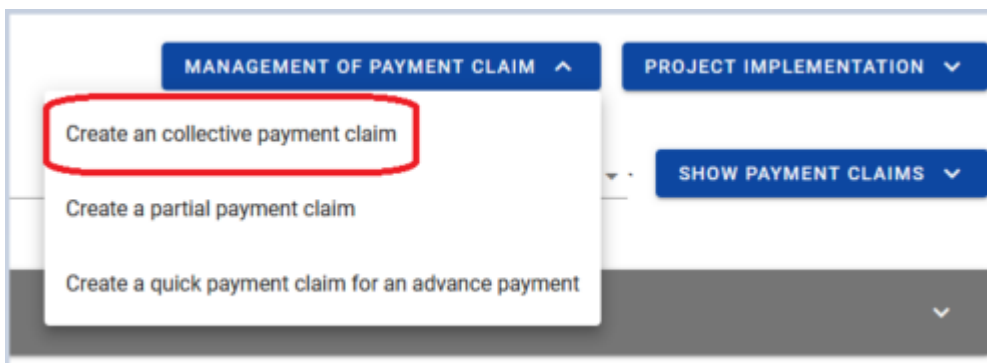 MANAGEMENT OF PAYMENT CLAIM
PROJECT IMPLEMENTATION
Create an collective payment claim
SHOW PAYMENT CLAIMS
Create a partial payment claim
Create a quick payment claim for an advance payment